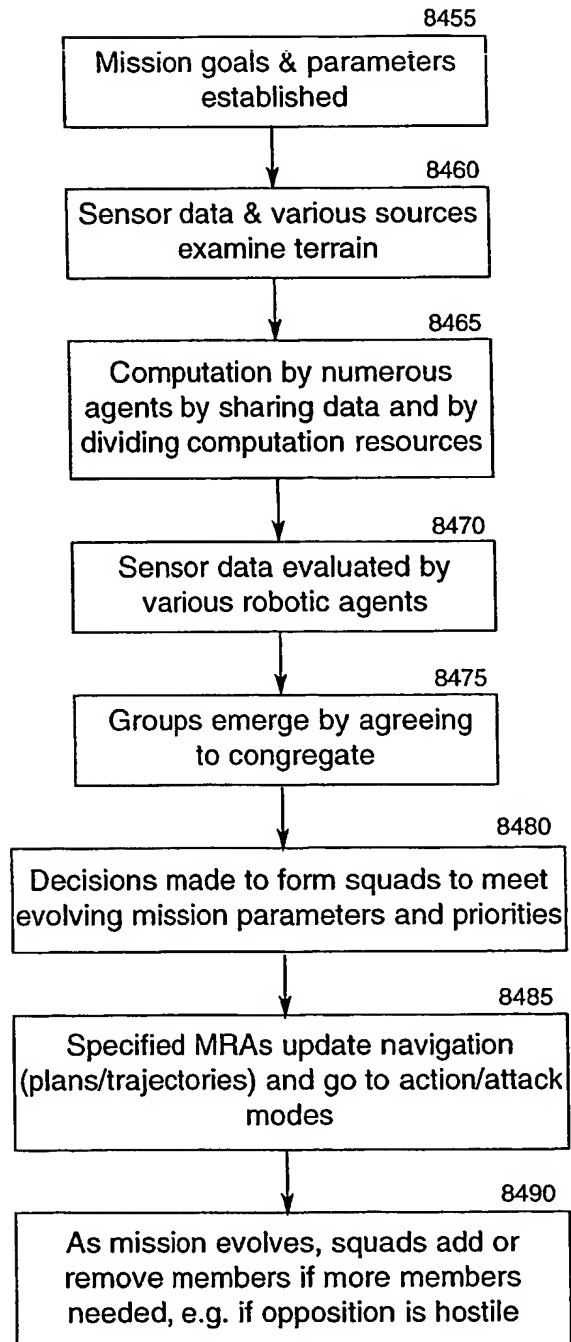 8455
Mission goals & parameters
established
8460
Sensor data & various sources
examine terrain
8465
Computation by numerous
agents by sharing data and by
dividing computation resources
8470
Sensor data evaluated by
various robotic agents
8475
Groups emerge by agreeing
to congregate
8480
Decisions made to form squads to meet
evolving mission parameters and priorities
8485
Specified MRAs update navigation
(plans/trajectories) and go to action/attack
modes
8490
As mission evolves, squads add or
remove members if more members
needed, e.g. if opposition is hostile